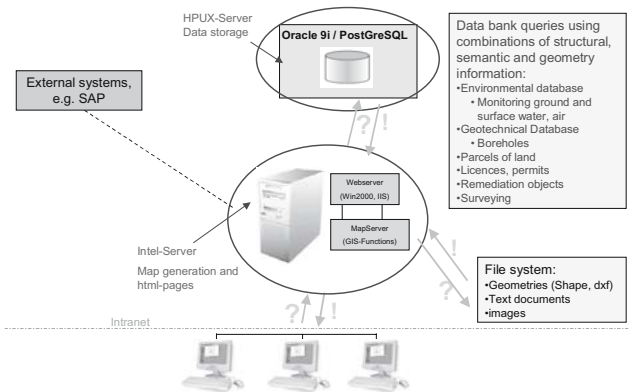 HPUX-Server
Data storage
Oracle 9i / PostGreSQL
Data bank queries using
combinations of structural,
semantic and geometry
information:
•Environmental database
•Monitoring ground and
surface water, air
•Geotechnical Database
•Boreholes
•Parcels of land
•Licences, permits
•Remediation objects
•Surveying
External systems,
e.g. SAP
? !
Webserver
(Win2000, IIS)
MapServer
(GIS-Functions)
Intel-Server
Map generation and
html-pages
! ?
File system:
•Geometries (Shape, dxf)
•Text documents
•images
? !
Intranet